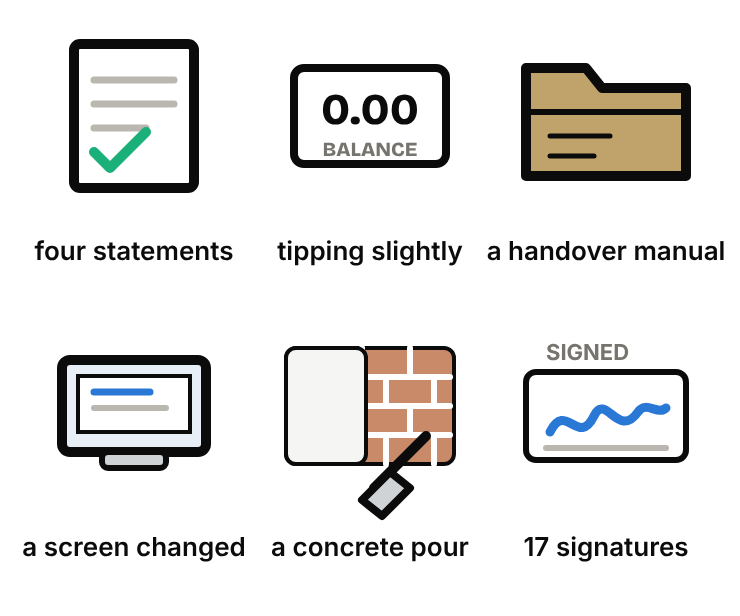 0.00
BALANCE
four statements
tipping slightly
a handover manual
SIGNED
a screen changed
a concrete pour
17 signatures